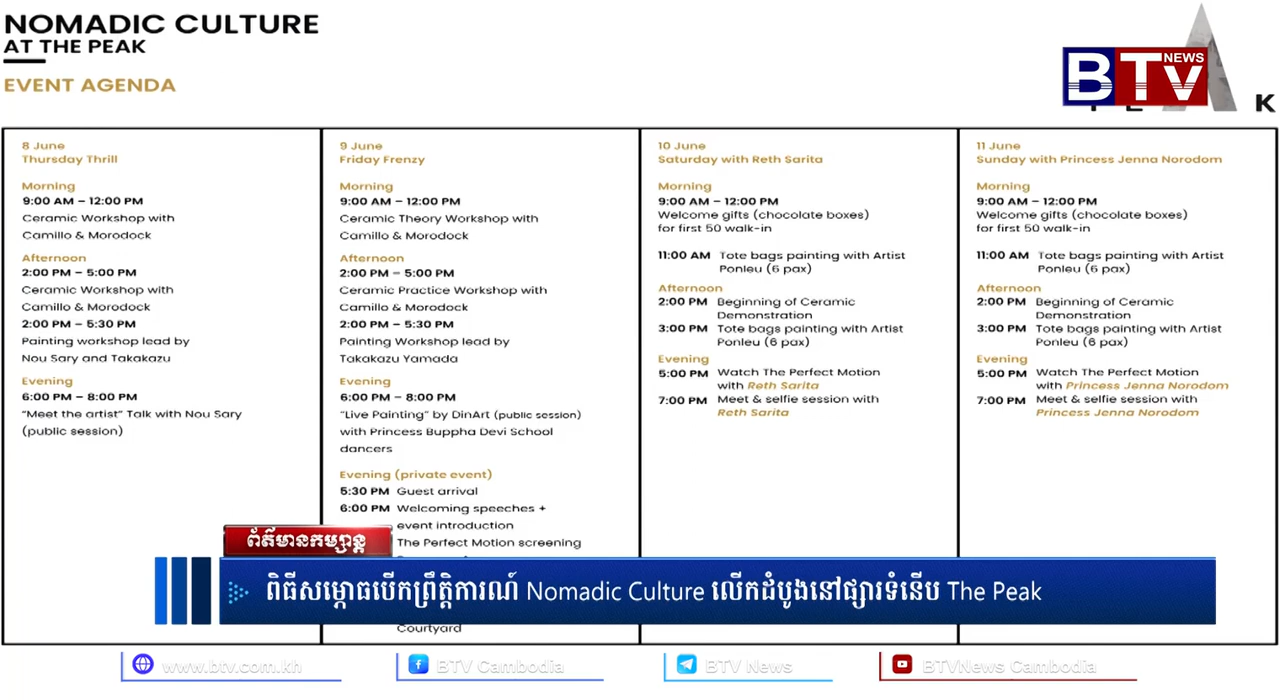 NOMADIC CULTURE
AT THE PEAK
EVENT AGENDA
BTV NEWS
K
8 June
Thursday Thrill
Morning
9:00 AM – 12:00 PM
Ceramic Workshop with
Camillo & Morodock
Afternoon
2:00 PM – 5:00 PM
Ceramic Workshop with
Camillo & Morodock
2:00 PM – 5:30 PM
Painting workshop lead by
Nou Sary and Takakazu
Evening
6:00 PM – 8:00 PM
“Meet the artist” Talk with Nou Sary
(public session)
9 June
Friday Frenzy
Morning
9:00 AM – 12:00 PM
Ceramic Theory Workshop with
Camillo & Morodock
Afternoon
2:00 PM – 5:00 PM
Ceramic Practice Workshop with
Camillo & Morodock
2:00 PM – 5:30 PM
Painting Workshop lead by
Takakazu Yamada
Evening
6:00 PM – 8:00 PM
“Live Painting” by DinArt (public session)
with Princess Buppha Devi School
dancers
Evening (private event)
5:30 PM Guest arrival
6:00 PM Welcoming speeches +
event introduction
The Perfect Motion screening
Courtyard
10 June
Saturday with Reth Sarita
Morning
9:00 AM – 12:00 PM
Welcome gifts (chocolate boxes)
for first 50 walk-in
11:00 AM Tote bags painting with Artist
Ponleu (6 pax)
Afternoon
2:00 PM Beginning of Ceramic
Demonstration
3:00 PM Tote bags painting with Artist
Ponleu (6 pax)
Evening
5:00 PM Watch The Perfect Motion
with Reth Sarita
7:00 PM Meet & selfie session with
Reth Sarita
11 June
Sunday with Princess Jenna Norodom
Morning
9:00 AM – 12:00 PM
Welcome gifts (chocolate boxes)
for first 50 walk-in
11:00 AM Tote bags painting with Artist
Ponleu (6 pax)
Afternoon
2:00 PM Beginning of Ceramic
Demonstration
3:00 PM Tote bags painting with Artist
Ponleu (6 pax)
Evening
5:00 PM Watch The Perfect Motion
with Princess Jenna Norodom
7:00 PM Meet & selfie session with
Princess Jenna Norodom
ព័ត៌មានកម្សាន្ត
ពិធីសម្ពោធបើកព្រឹត្តិការណ៍ Nomadic Culture លើកដំបូងនៅផ្សារទំនើប The Peak
www.btv.com.kh
BTV Cambodia
BTV News
BTVNews Cambodia